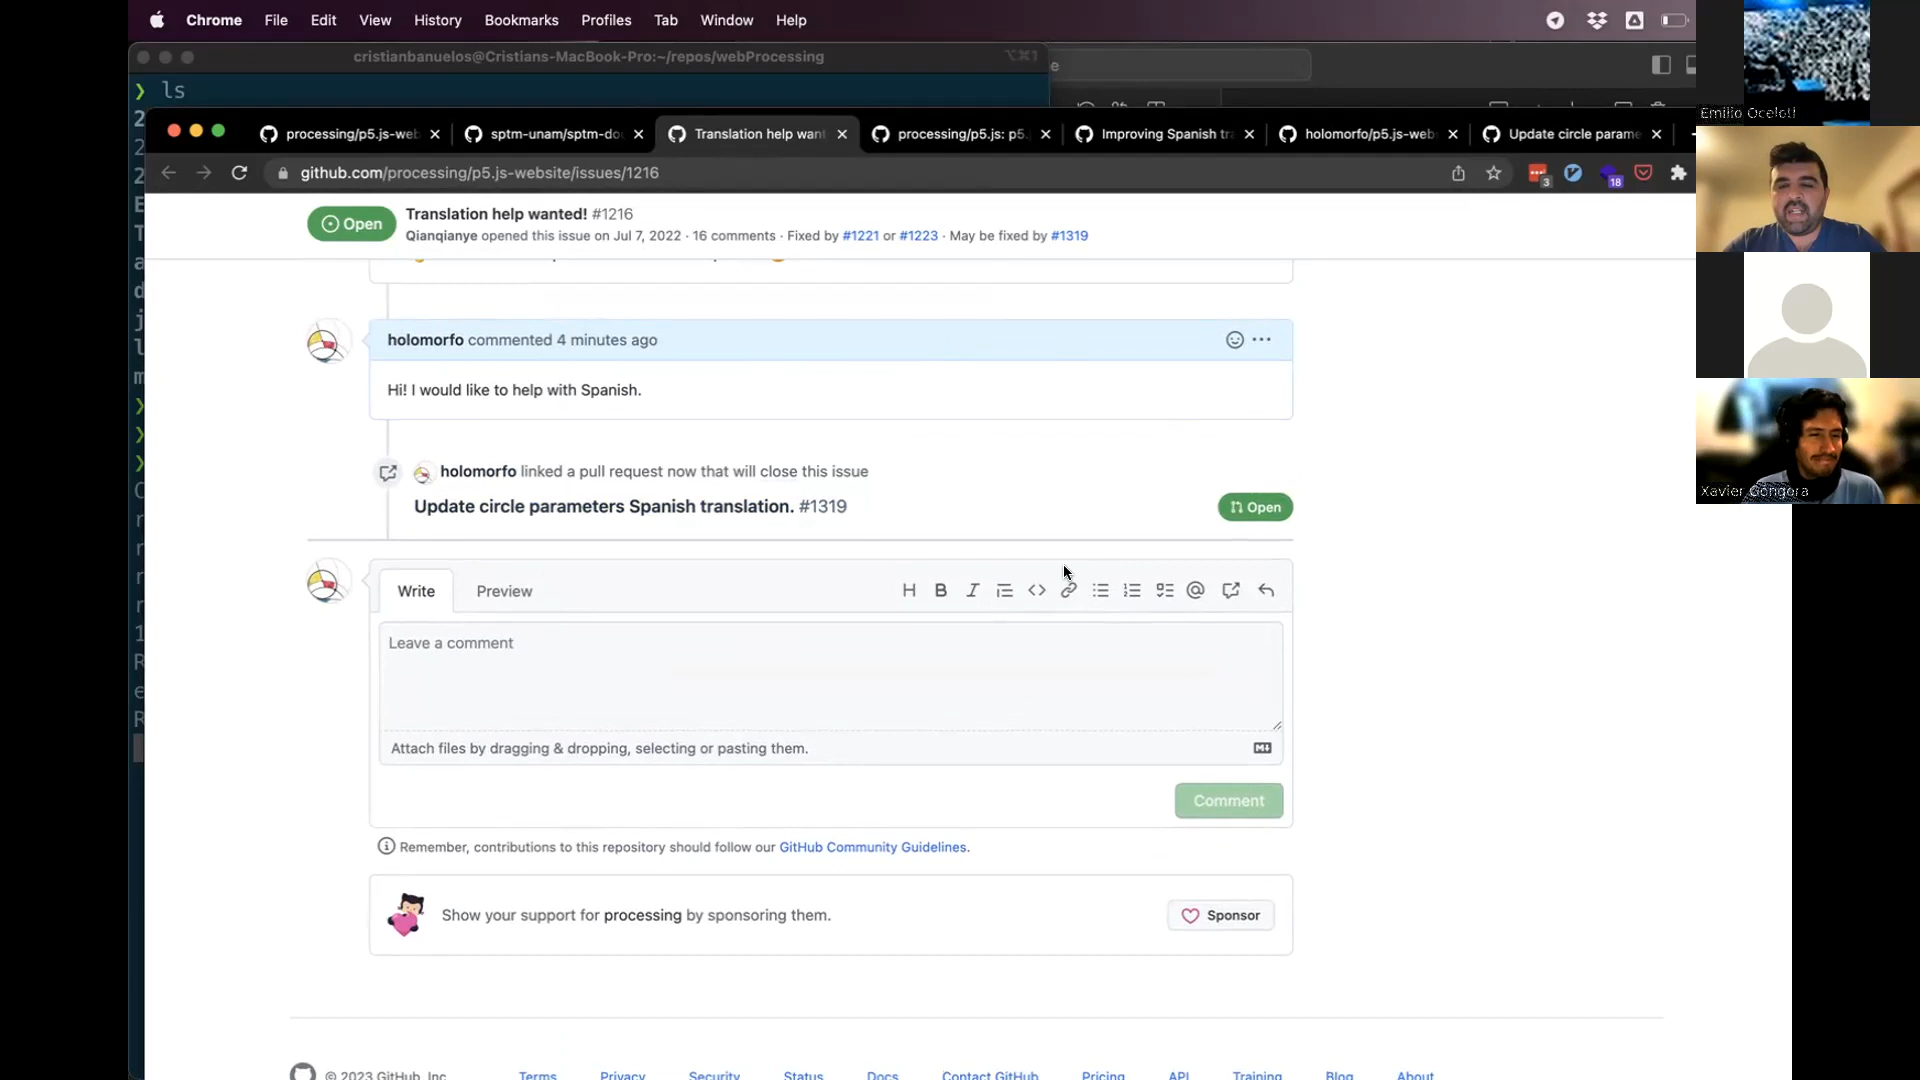 Chrome File Edit View History Bookmarks Profiles Tab Window Help
cristianbanuelos@Cristians-MacBook-Pro:~/repos/webProcessing
ls
processing/p5.js-web
sptm-unam/sptm-do
Translation help want
processing/p5.js: p5.
Improving Spanish tr
holomorfo/p5.js-web
Update circle parame
github.com/processing/p5.js-website/issues/1216
3
18
Open
Translation help wanted! #1216
Qianqianye opened this issue on Jul 7, 2022 · 16 comments · Fixed by #1221 or #1223 · May be fixed by #1319
holomorfo commented 4 minutes ago
Hi! I would like to help with Spanish.
holomorfo linked a pull request now that will close this issue
Update circle parameters Spanish translation. #1319
Open
Write Preview
Leave a comment
Attach files by dragging & dropping, selecting or pasting them.
Comment
Remember, contributions to this repository should follow our GitHub Community Guidelines.
Show your support for processing by sponsoring them.
Sponsor
© 2023 GitHub, Inc.
Terms Privacy Security Status Docs Contact GitHub Pricing API Training Blog About
Emilio Ocelotl
Xavier Góngora